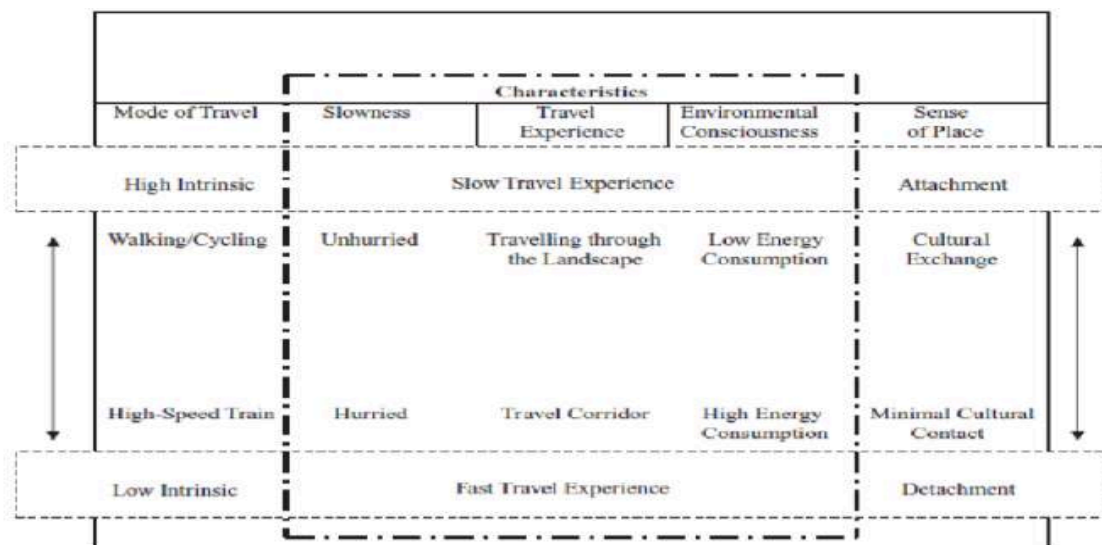 Characteristics
Mode of Travel Slowness Travel Environmental Sense
Experience Consciousness of Place
High Intrinsic Slow Travel Experience Attachment
Walking/Cycling Unhurried Travelling through Low Energy Cultural
the Landscape Consumption Exchange
High-Speed Train Hurried Travel Corridor High Energy Minimal Cultural
Consumption Contact
Low Intrinsic Fast Travel Experience Detachment